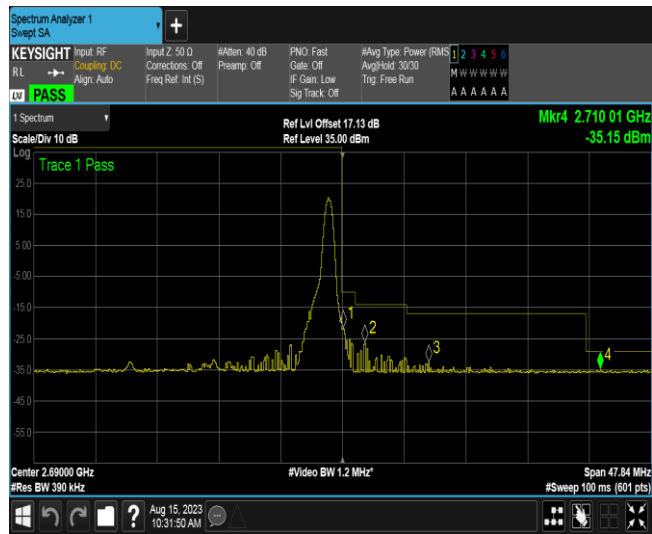 Spectrum Analyzer 1
Swept SA
KEYSIGHT
RL
LXI PASS
Input: RF
Coupling: DC
Align: Auto
Input Z: 50 Ω
Corrections: Off
Freq Ref: Int (S)
#Atten: 40 dB
Preamp: Off
PNO: Fast
Gate: Off
IF Gain: Low
Sig Track: Off
#Avg Type: Power (RMS
Avg|Hold: 30/30
Trig: Free Run
1 2 3 4 5 6
M W W W W W
A A A A A A
1 Spectrum
Scale/Div 10 dB
Ref Lvl Offset 17.13 dB
Ref Level 35.00 dBm
Mkr4 2.710 01 GHz
-35.15 dBm
Log
Trace 1 Pass
25.0
15.0
5.00
-5.00
-15.0
-25.0
-35.0
-45.0
-55.0
1
2
3
4
Center 2.69000 GHz
#Res BW 390 kHz
#Video BW 1.2 MHz*
Span 47.84 MHz
#Sweep 100 ms (601 pts)
?
Aug 15, 2023
10:31:50 AM